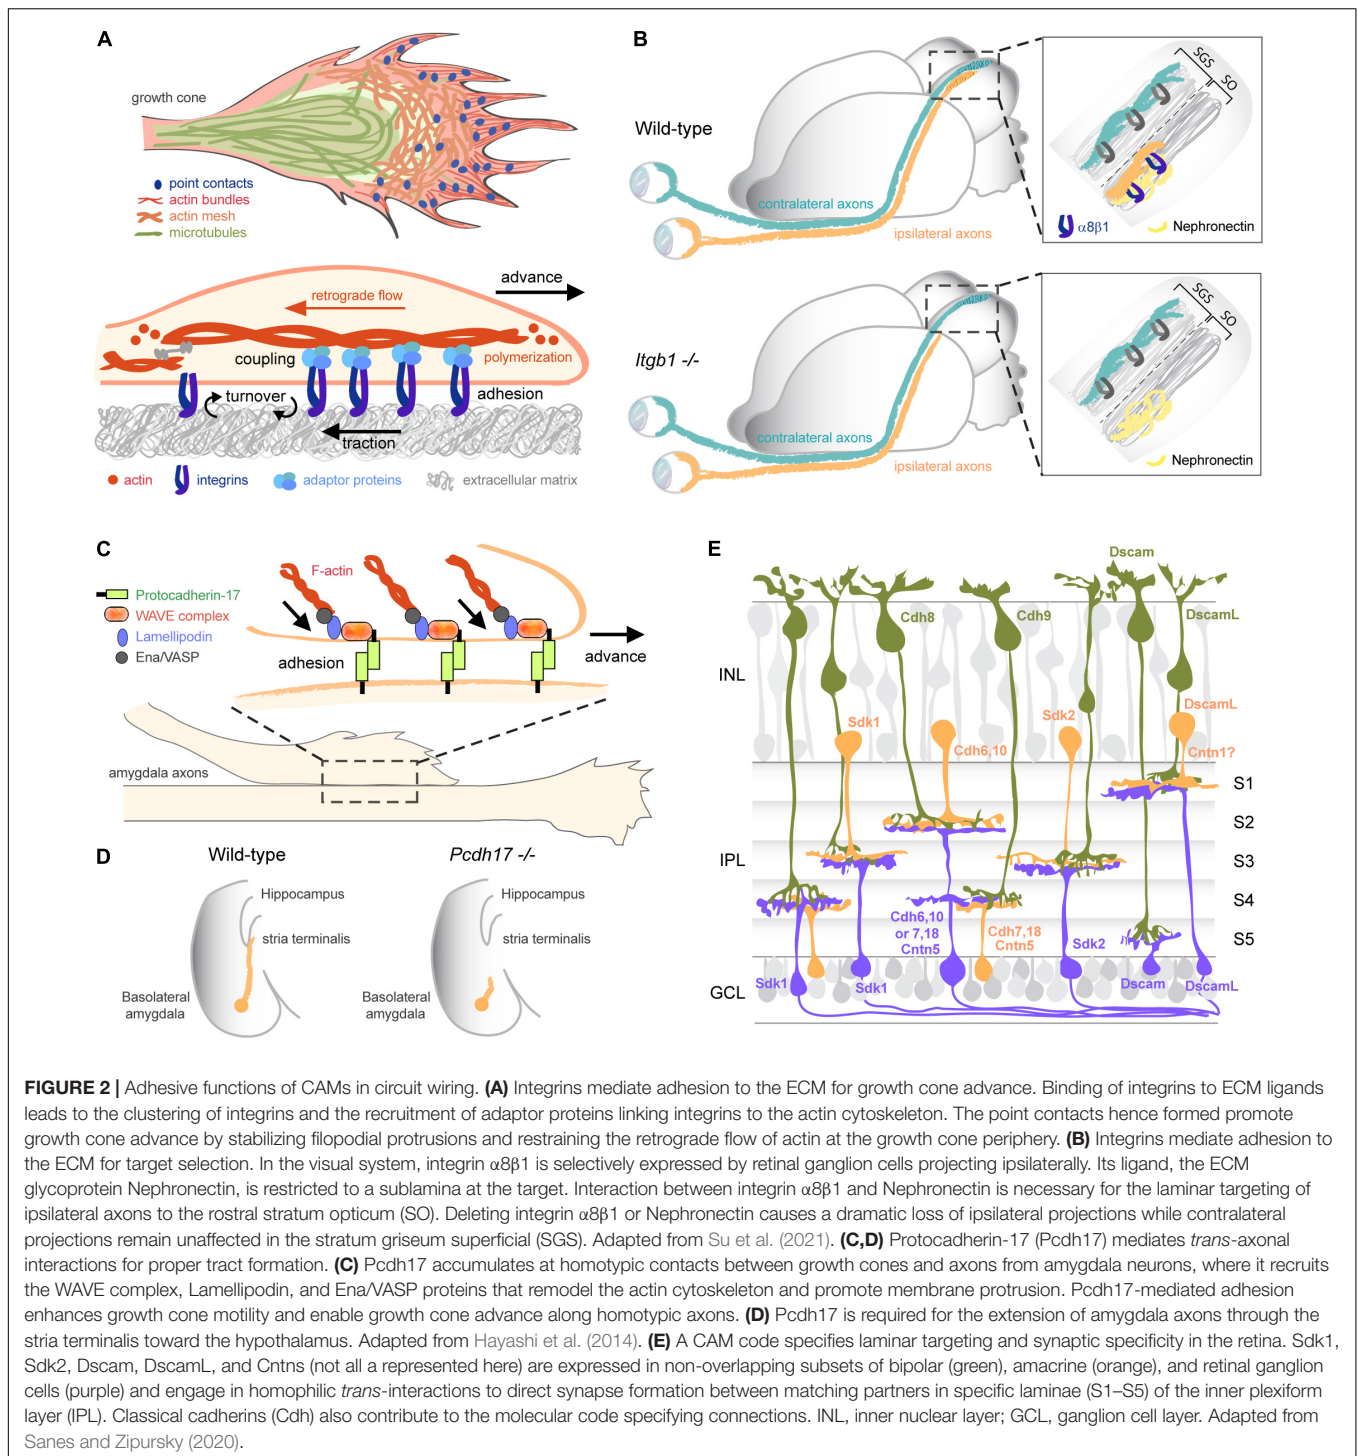 A
growth cone
point contacts
actin bundles
actin mesh
microtubules
advance
retrograde flow
coupling
polymerization
turnover
adhesion
traction
actin
integrins
adaptor proteins
extracellular matrix
B
Wild-type
contralateral axons
ipsilateral axons
SGS
SO
α8β1
Nephronectin
Itgb1 -/-
contralateral axons
ipsilateral axons
SGS
SO
Nephronectin
C
Protocadherin-17
WAVE complex
Lamellipodin
Ena/VASP
F-actin
adhesion
advance
amygdala axons
D
Wild-type
Hippocampus
stria terminalis
Basolateral
amygdala
Pcdh17 -/-
Hippocampus
stria terminalis
Basolateral
amygdala
E
Dscam
Cdh8
Cdh9
DscamL
INL
Sdk1
Cdh6,10
Sdk2
DscamL
Cntn1?
S1
S2
IPL
S3
S4
S5
Cdh6,10
or 7,18
Cntn5
Cdh7,18
Cntn5
Sdk2
GCL
Sdk1
Sdk1
Dscam
DscamL
FIGURE 2 | Adhesive functions of CAMs in circuit wiring. (A) Integrins mediate adhesion to the ECM for growth cone advance. Binding of integrins to ECM ligands
leads to the clustering of integrins and the recruitment of adaptor proteins linking integrins to the actin cytoskeleton. The point contacts hence formed promote
growth cone advance by stabilizing filopodial protrusions and restraining the retrograde flow of actin at the growth cone periphery. (B) Integrins mediate adhesion to
the ECM for target selection. In the visual system, integrin α8β1 is selectively expressed by retinal ganglion cells projecting ipsilaterally. Its ligand, the ECM
glycoprotein Nephronectin, is restricted to a sublamina at the target. Interaction between integrin α8β1 and Nephronectin is necessary for the laminar targeting of
ipsilateral axons to the rostral stratum opticum (SO). Deleting integrin α8β1 or Nephronectin causes a dramatic loss of ipsilateral projections while contralateral
projections remain unaffected in the stratum griseum superficial (SGS). Adapted from Su et al. (2021). (C,D) Protocadherin-17 (Pcdh17) mediates trans-axonal
interactions for proper tract formation. (C) Pcdh17 accumulates at homotypic contacts between growth cones and axons from amygdala neurons, where it recruits
the WAVE complex, Lamellipodin, and Ena/VASP proteins that remodel the actin cytoskeleton and promote membrane protrusion. Pcdh17-mediated adhesion
enhances growth cone motility and enable growth cone advance along homotypic axons. (D) Pcdh17 is required for the extension of amygdala axons through the
stria terminalis toward the hypothalamus. Adapted from Hayashi et al. (2014). (E) A CAM code specifies laminar targeting and synaptic specificity in the retina. Sdk1,
Sdk2, Dscam, DscamL, and Cntns (not all a represented here) are expressed in non-overlapping subsets of bipolar (green), amacrine (orange), and retinal ganglion
cells (purple) and engage in homophilic trans-interactions to direct synapse formation between matching partners in specific laminae (S1–S5) of the inner plexiform
layer (IPL). Classical cadherins (Cdh) also contribute to the molecular code specifying connections. INL, inner nuclear layer; GCL, ganglion cell layer. Adapted from
Sanes and Zipursky (2020).